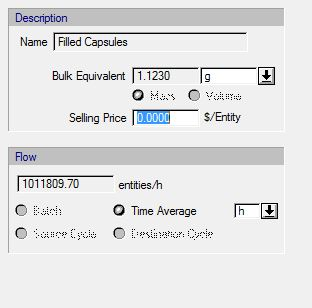 Description
Name Filled Capsules
Bulk Equivalent 1.1230 g
Mass Volume
Selling Price 0.0000 $/Entity
Flow
1011809.70 entities/h
Batch Time Average h
Source Cycle Destination Cycle